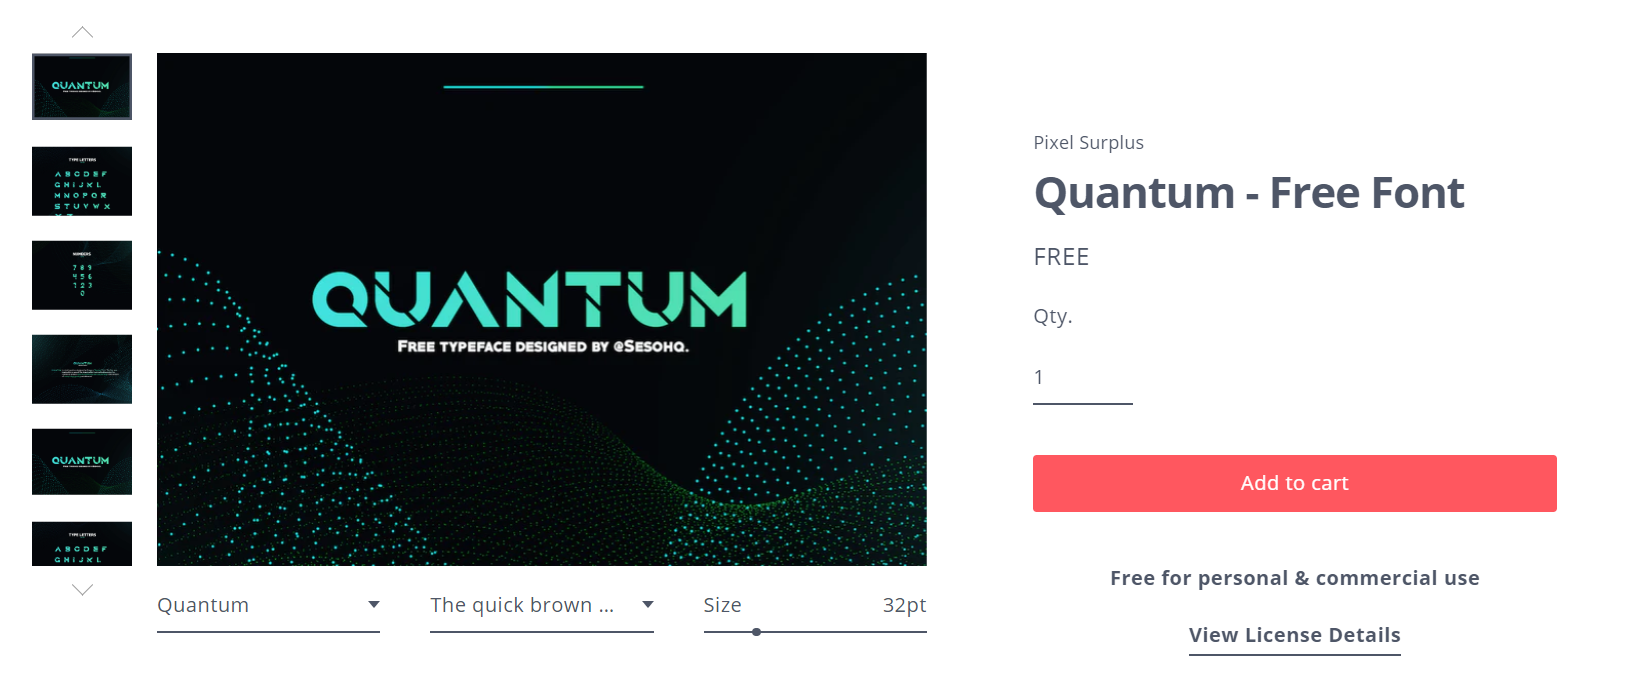 QUANTUM
FREE TYPEFACE DESIGNED BY @SESOHQ.
QUANTUM
TYPE LETTERS
A B C D E F
G H I J K L
M N O P Q R
S T U V W X
NUMBERS
7 8 9
4 5 6
1 2 3
0
QUANTUM
TYPE LETTERS
A B C D E F
G H I J K L
Quantum
The quick brown ...
Size 32pt
Pixel Surplus
Quantum - Free Font
FREE
Qty.
1
Add to cart
Free for personal & commercial use
View License Details